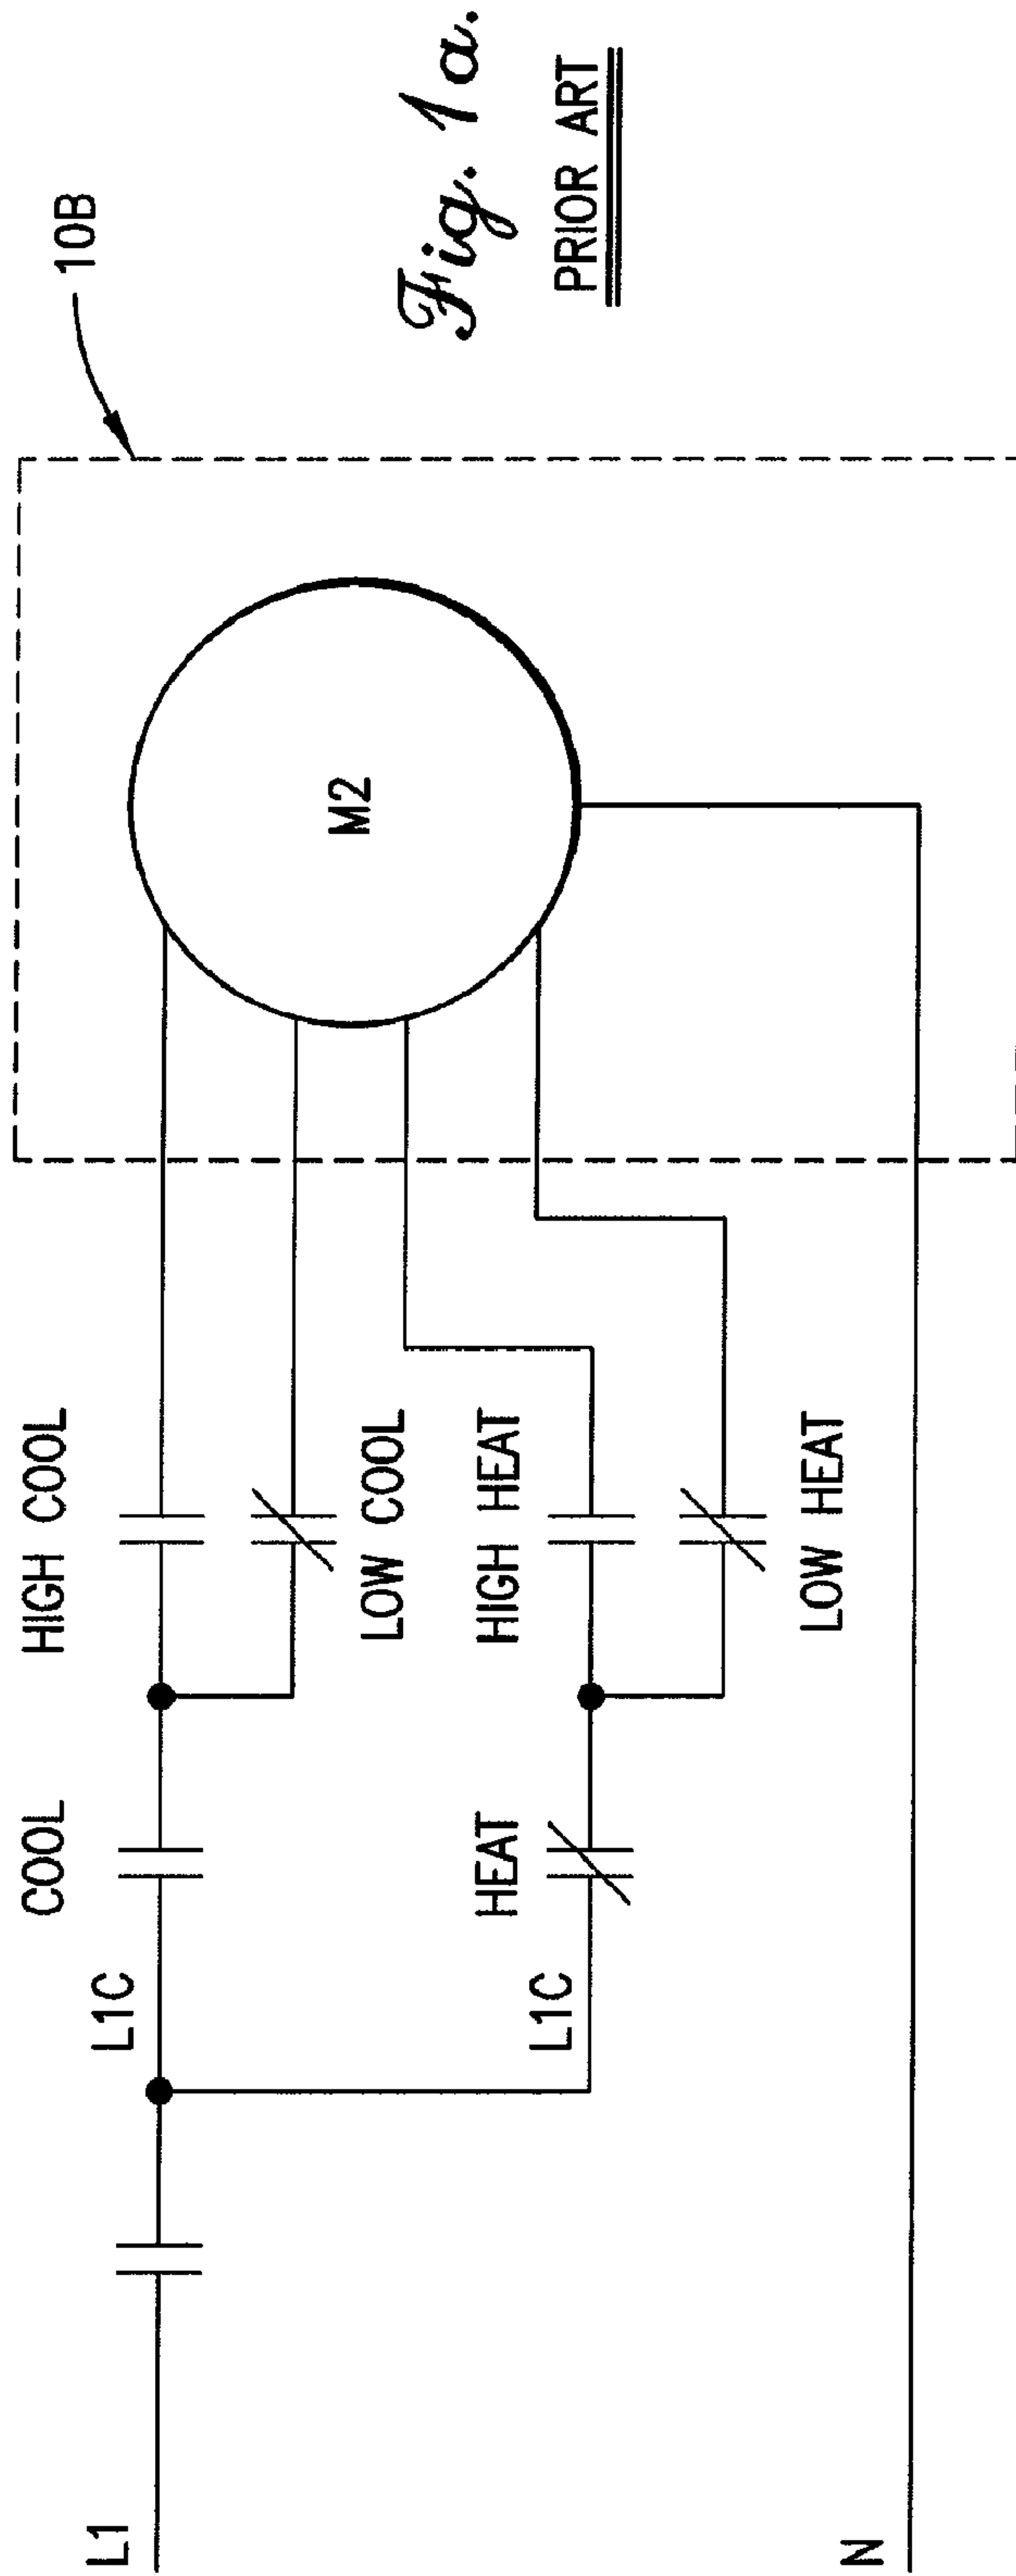 L1
N
L1C
COOL
HIGH COOL
LOW COOL
L1C
HEAT
HIGH HEAT
LOW HEAT
M2
10B
Fig. 1a.
PRIOR ART